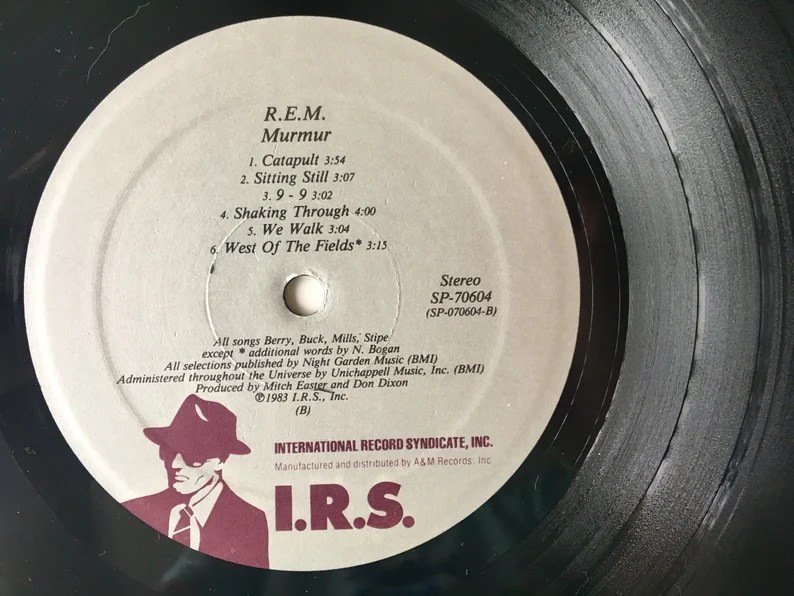 R.E.M.
Murmur
1. Catapult 3:54
2. Sitting Still 3:07
3. 9 - 9 3:02
4. Shaking Through 4:00
5. We Walk 3:04
6. West Of The Fields* 3:15
Stereo
SP-70604
(SP-070604-B)
All songs Berry, Buck, Mills, Stipe
except * additional words by N. Bogan
All selections published by Night Garden Music (BMI)
Administered throughout the Universe by Unichappell Music, Inc. (BMI)
Produced by Mitch Easter and Don Dixon
℗1983 I.R.S., Inc.
(B)
INTERNATIONAL RECORD SYNDICATE, INC.
Manufactured and distributed by A&M Records. Inc
I.R.S.